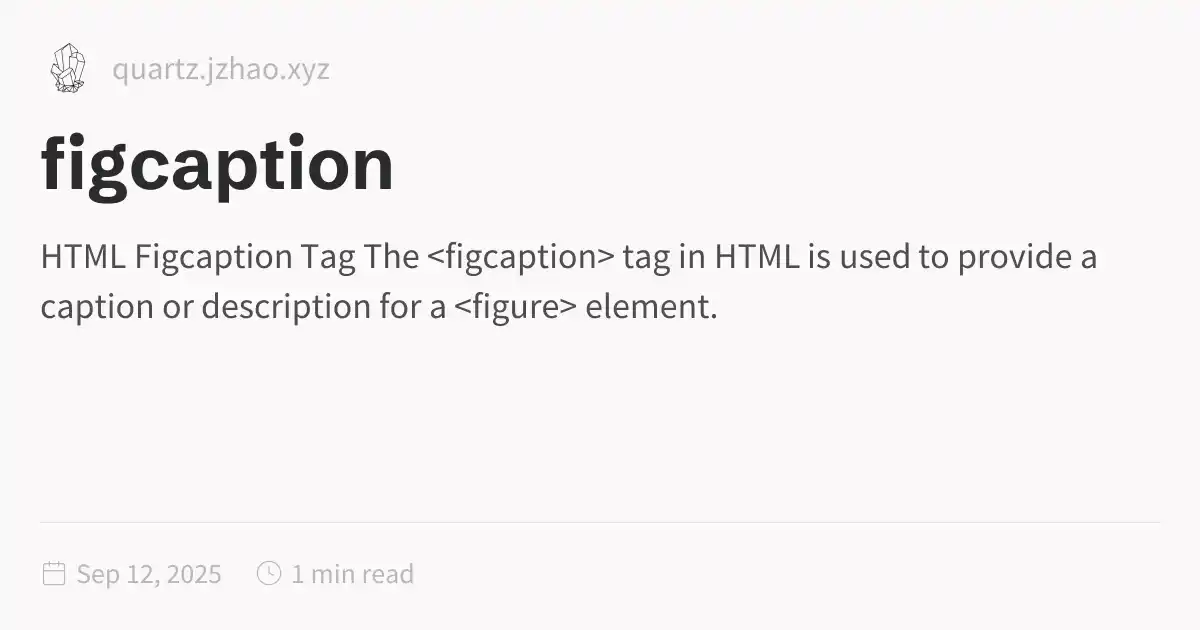 quartz.jzhao.xyz
figcaption
HTML Figcaption Tag The <figcaption> tag in HTML is used to provide a
caption or description for a <figure> element.
Sep 12, 2025 1 min read